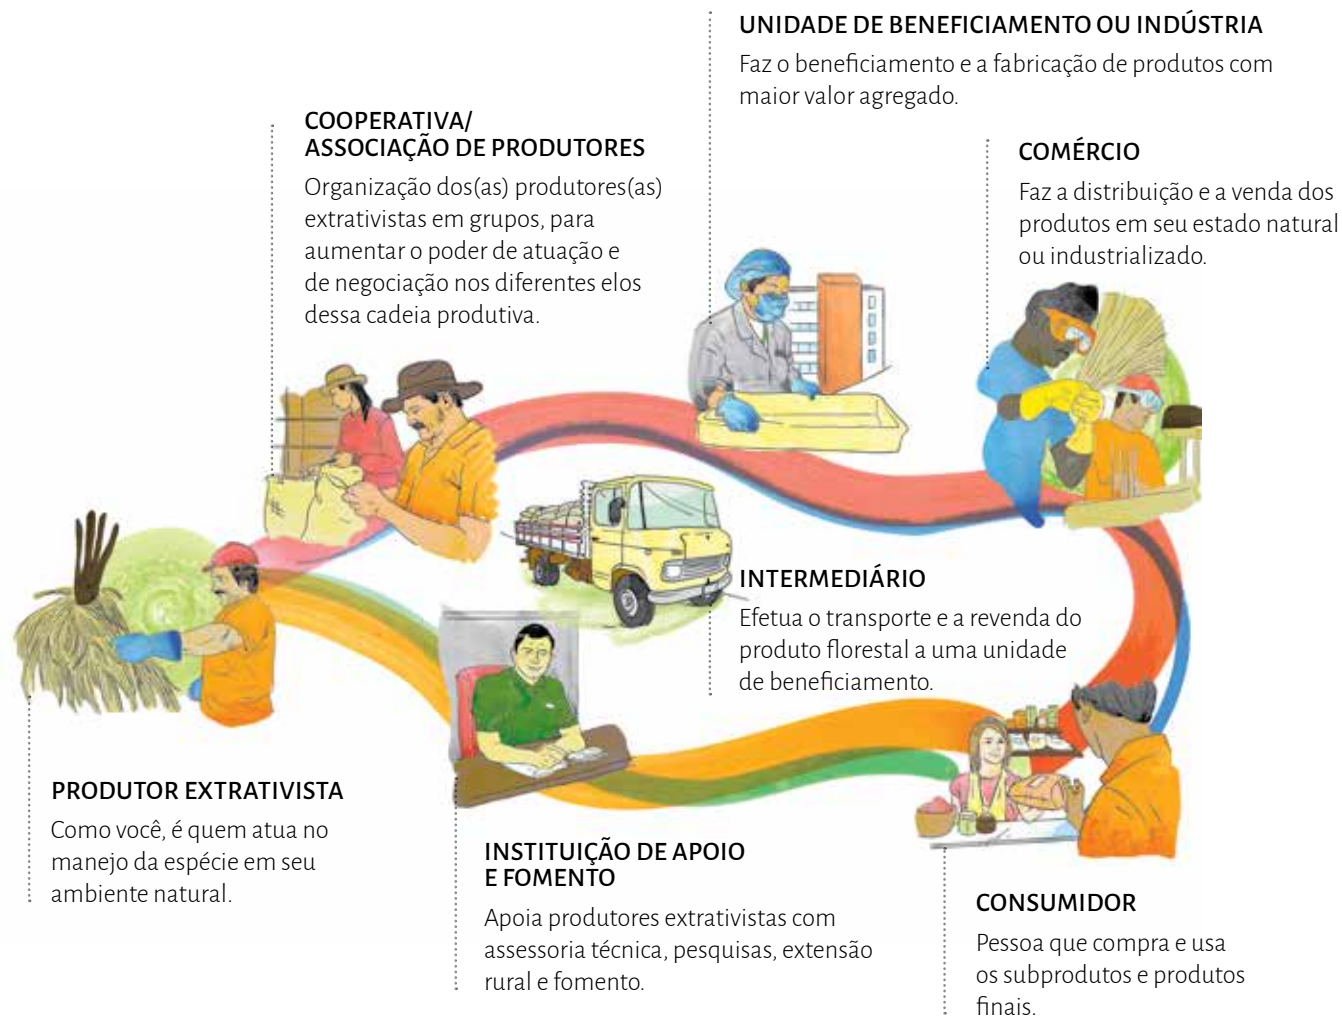 UNIDADE DE BENEFICIAMENTO OU INDÚSTRIA
Faz o beneficiamento e a fabricação de produtos com
maior valor agregado.
COOPERATIVA/
ASSOCIAÇÃO DE PRODUTORES
Organização dos(as) produtores(as)
extrativistas em grupos, para
aumentar o poder de atuação e
de negociação nos diferentes elos
dessa cadeia produtiva.
COMÉRCIO
Faz a distribuição e a venda dos
produtos em seu estado natural
ou industrializado.
INTERMEDIÁRIO
Efetua o transporte e a revenda do
produto florestal a uma unidade
de beneficiamento.
PRODUTOR EXTRATIVISTA
Como você, é quem atua no
manejo da espécie em seu
ambiente natural.
INSTITUIÇÃO DE APOIO
E FOMENTO
Apoia produtores extrativistas com
assessoria técnica, pesquisas, extensão
rural e fomento.
CONSUMIDOR
Pessoa que compra e usa
os subprodutos e produtos
finais.